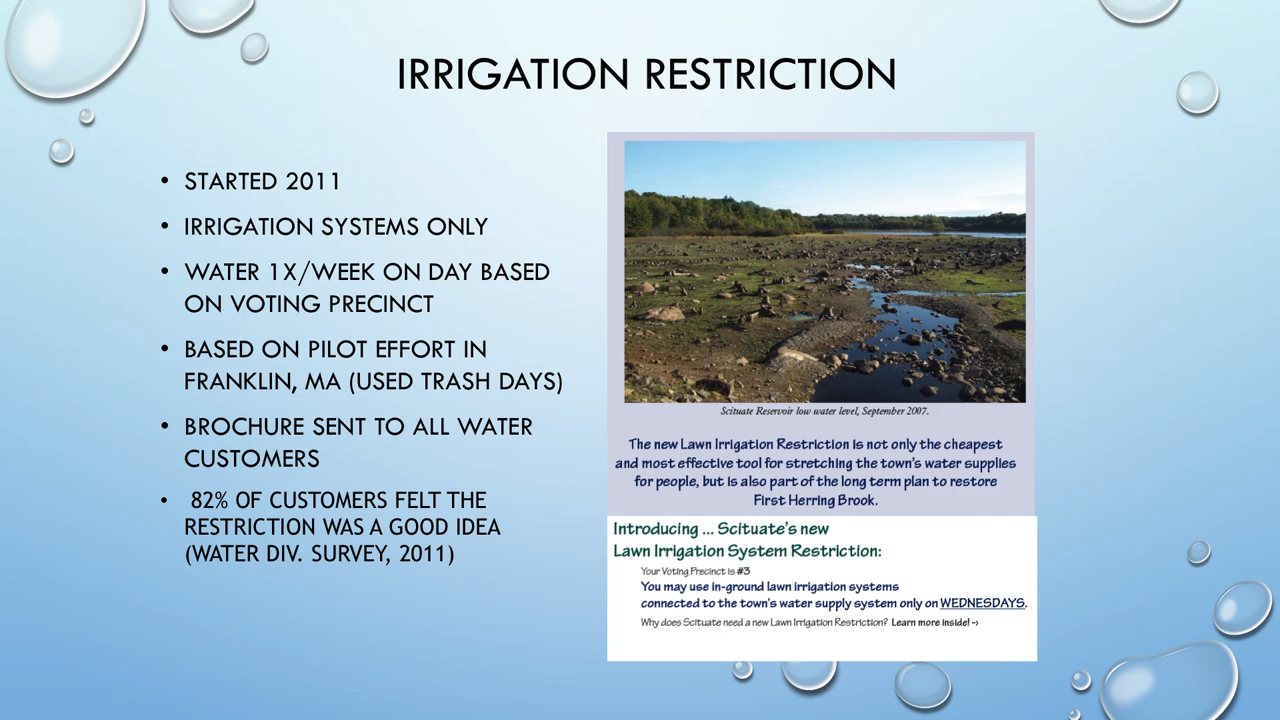 IRRIGATION RESTRICTION
• STARTED 2011
• IRRIGATION SYSTEMS ONLY
• WATER 1X/WEEK ON DAY BASED
ON VOTING PRECINCT
• BASED ON PILOT EFFORT IN
FRANKLIN, MA (USED TRASH DAYS)
• BROCHURE SENT TO ALL WATER
CUSTOMERS
• 82% OF CUSTOMERS FELT THE
RESTRICTION WAS A GOOD IDEA
(WATER DIV. SURVEY, 2011)
Scituate Reservoir low water level, September 2007.
The new Lawn Irrigation Restriction is not only the cheapest
and most effective tool for stretching the town's water supplies
for people, but is also part of the long term plan to restore
First Herring Brook.
Introducing ... Scituate's new
Lawn Irrigation System Restriction:
Your Voting Precinct is #3
You may use in-ground lawn irrigation systems
connected to the town's water supply system only on WEDNESDAYS.
Why does Scituate need a new Lawn Irrigation Restriction? Learn more inside! ->